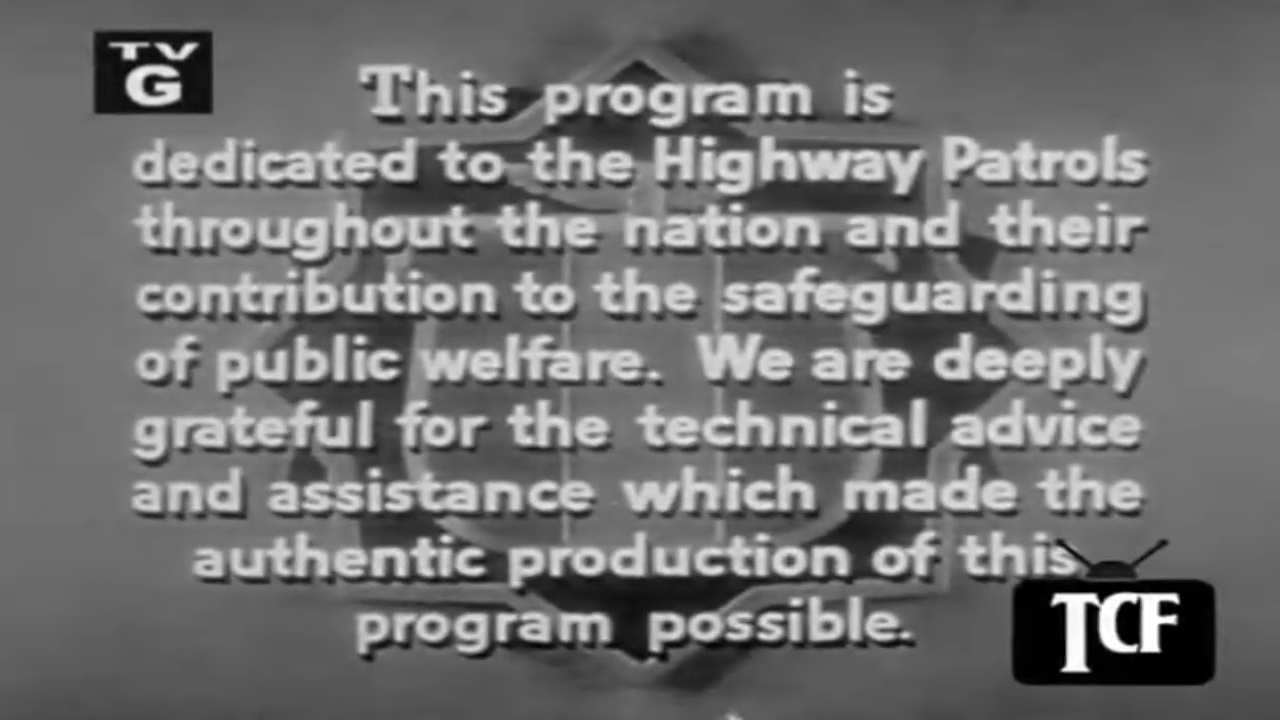 TV
G
This program is
dedicated to the Highway Patrols
throughout the nation and their
contribution to the safeguarding
of public welfare. We are deeply
grateful for the technical advice
and assistance which made the
authentic production of this
program possible.
TCF